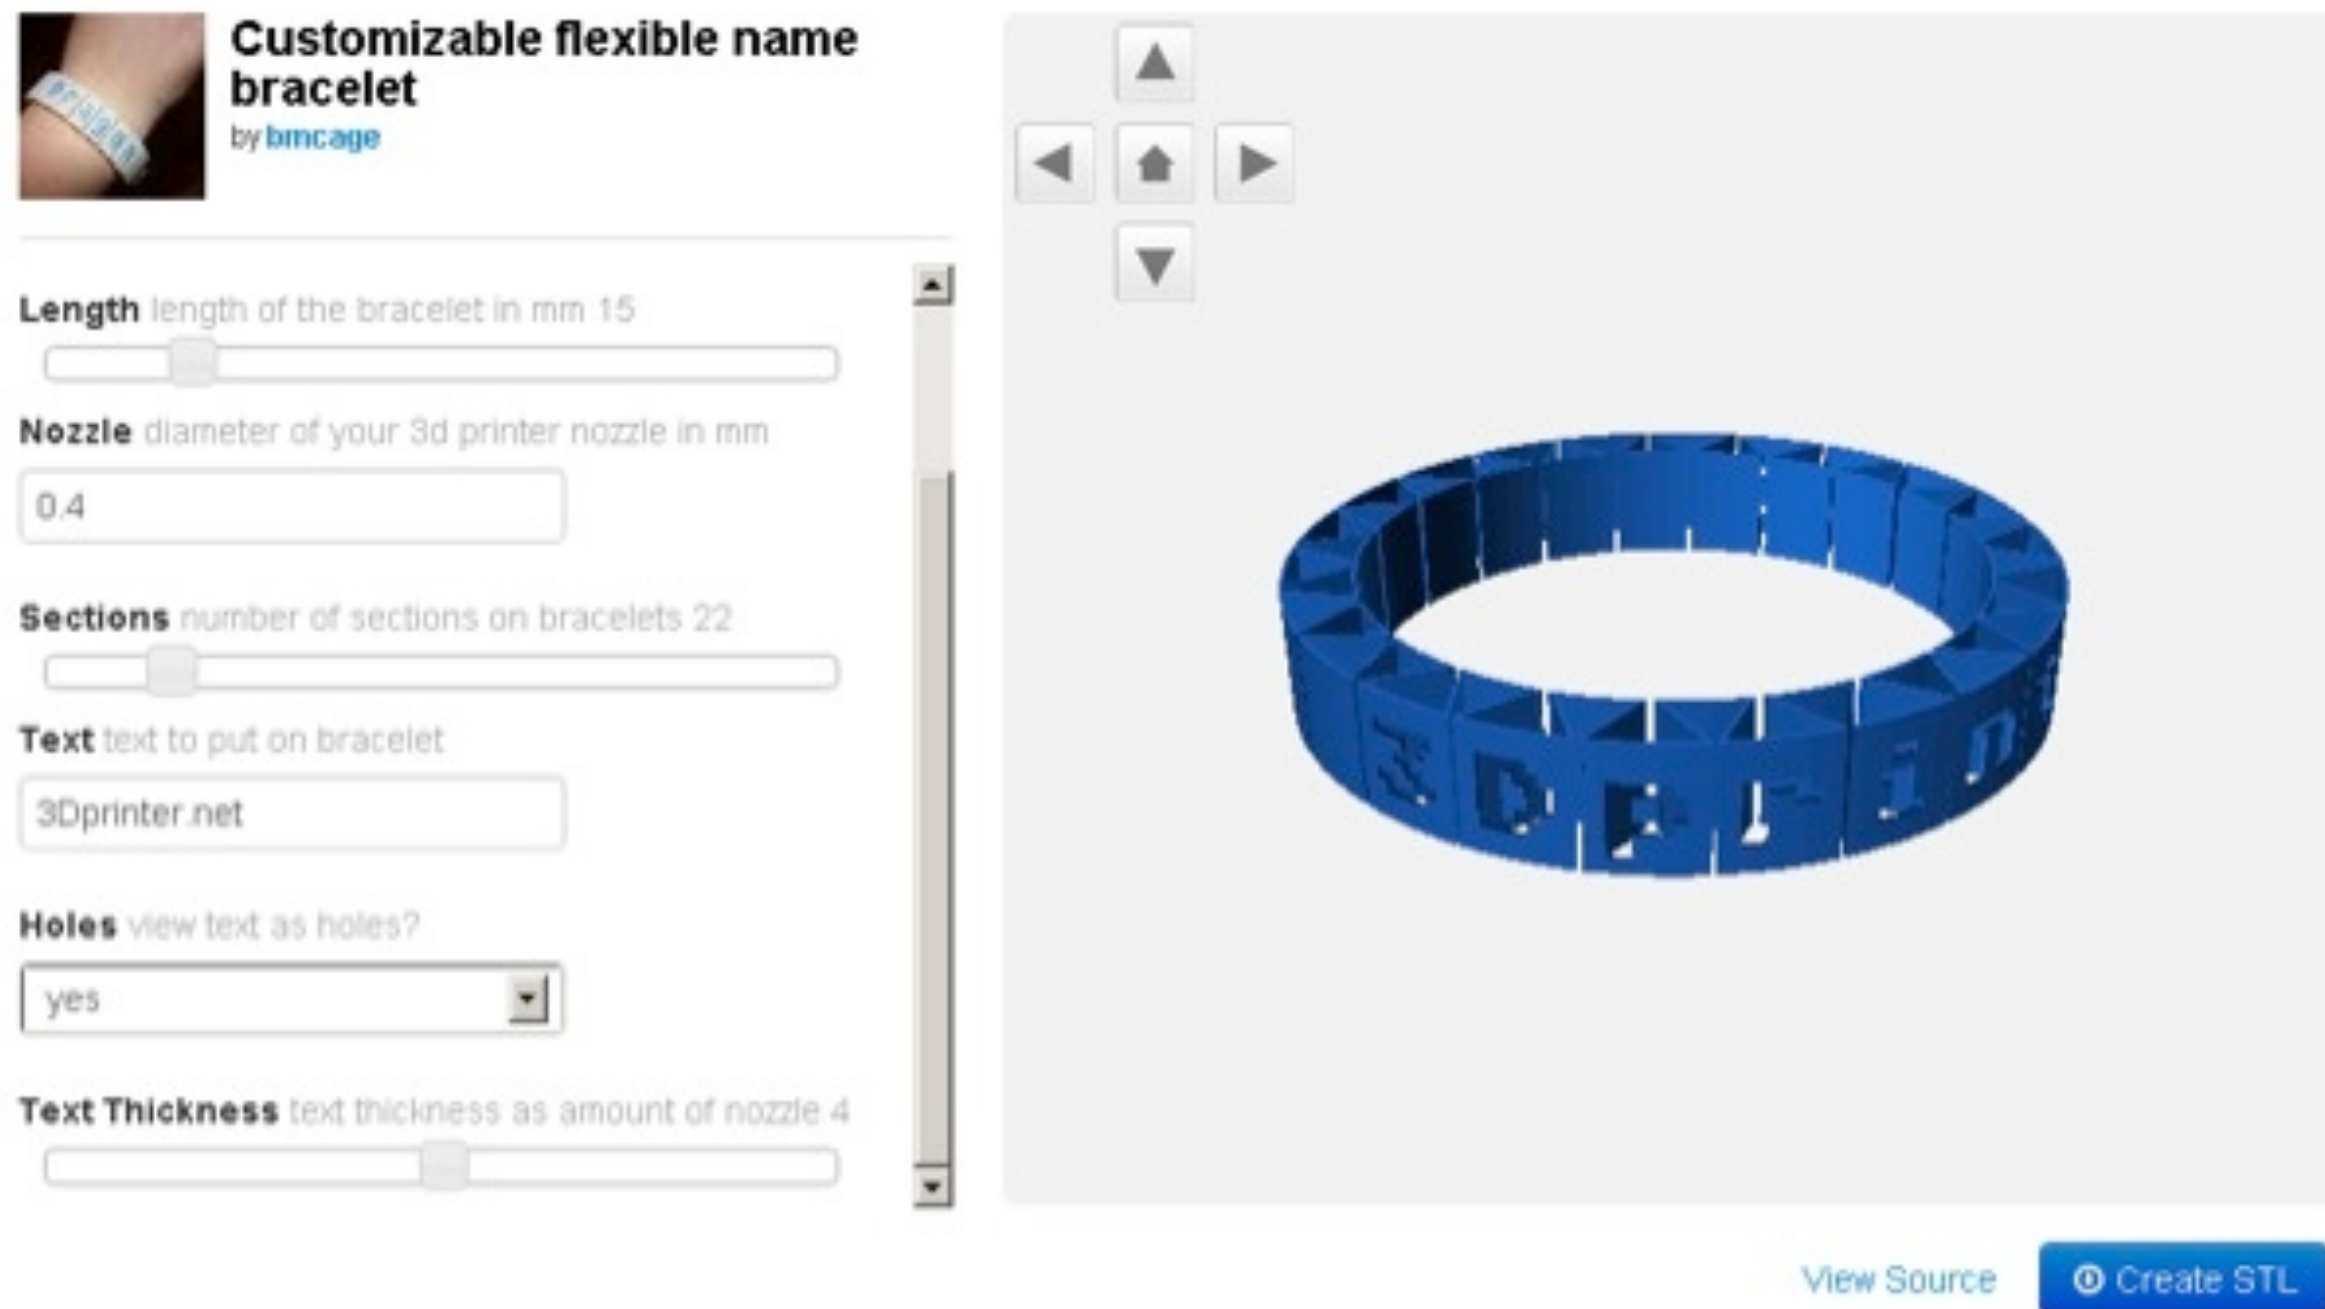 Customizable flexible name
bracelet
by bmcage
Length length of the bracelet in mm 15
Nozzle diameter of your 3d printer nozzle in mm
0.4
Sections number of sections on bracelets 22
Text text to put on bracelet
3Dprinter.net
Holes view text as holes?
yes
Text Thickness text thickness as amount of nozzle 4
3Dprin
View Source
Create STL